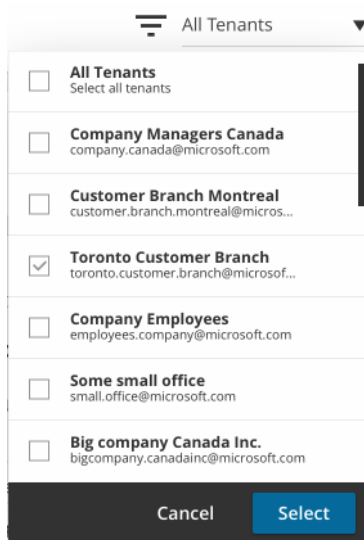 All Tenants
All Tenants
Select all tenants
Company Managers Canada
company.canada@microsoft.com
Customer Branch Montreal
customer.branch.montreal@micros...
Toronto Customer Branch
toronto.customer.branch@microsof...
Company Employees
employees.company@microsoft.com
Some small office
small.office@microsoft.com
Big company Canada Inc.
bigcompany.canadainc@microsoft.com
Cancel Select